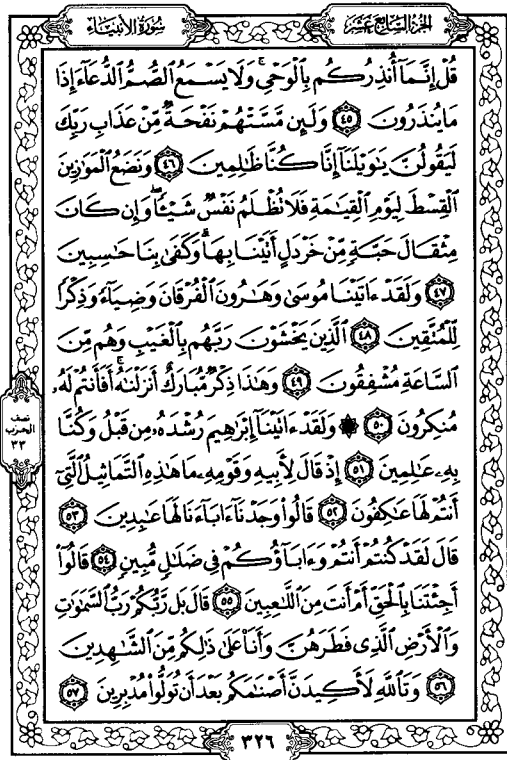 الجزء السابع عشر
سورة الأنبياء
قُلْ إِنَّمَآ أُنذِرُكُم بِٱلْوَحْىِ ۚ وَلَا يَسْمَعُ ٱلصُّمُّ ٱلدُّعَآءَ إِذَا
مَا يُنذَرُونَ ٤٥ وَلَئِن مَّسَّتْهُمْ نَفْحَةٌ مِّنْ عَذَابِ رَبِّكَ
لَيَقُولُنَّ يَٰوَيْلَنَآ إِنَّا كُنَّا ظَٰلِمِينَ ٤٦ وَنَضَعُ ٱلْمَوَٰزِينَ
ٱلْقِسْطَ لِيَوْمِ ٱلْقِيَٰمَةِ فَلَا تُظْلَمُ نَفْسٌ شَيْـًٔا ۖ وَإِن كَانَ
مِثْقَالَ حَبَّةٍ مِّنْ خَرْدَلٍ أَتَيْنَا بِهَا ۗ وَكَفَىٰ بِنَا حَٰسِبِينَ
٤٧ وَلَقَدْ ءَاتَيْنَا مُوسَىٰ وَهَٰرُونَ ٱلْفُرْقَانَ وَضِيَآءً وَذِكْرًا
لِّلْمُتَّقِينَ ٤٨ ٱلَّذِينَ يَخْشَوْنَ رَبَّهُم بِٱلْغَيْبِ وَهُم مِّنَ
ٱلسَّاعَةِ مُشْفِقُونَ ٤٩ وَهَٰذَا ذِكْرٌ مُّبَارَكٌ أَنزَلْنَٰهُ ۚ أَفَأَنتُمْ لَهُۥ
مُنكِرُونَ ٥٠ ۞ وَلَقَدْ ءَاتَيْنَآ إِبْرَٰهِيمَ رُشْدَهُۥ مِن قَبْلُ وَكُنَّا
بِهِۦ عَٰلِمِينَ ٥١ إِذْ قَالَ لِأَبِيهِ وَقَوْمِهِۦ مَا هَٰذِهِ ٱلتَّمَاثِيلُ ٱلَّتِىٓ
أَنتُمْ لَهَا عَٰكِفُونَ ٥٢ قَالُوا۟ وَجَدْنَآ ءَابَآءَنَا لَهَا عَٰبِدِينَ ٥٣
قَالَ لَقَدْ كُنتُمْ أَنتُمْ وَءَابَآؤُكُمْ فِى ضَلَٰلٍ مُّبِينٍ ٥٤ قَالُوٓا۟
أَجِئْتَنَا بِٱلْحَقِّ أَمْ أَنتَ مِنَ ٱللَّٰعِبِينَ ٥٥ قَالَ بَل رَّبُّكُمْ رَبُّ ٱلسَّمَٰوَٰتِ
وَٱلْأَرْضِ ٱلَّذِى فَطَرَهُنَّ وَأَنَا۠ عَلَىٰ ذَٰلِكُم مِّنَ ٱلشَّٰهِدِينَ
٥٦ وَتَٱللَّهِ لَأَكِيدَنَّ أَصْنَٰمَكُم بَعْدَ أَن تُوَلُّوا۟ مُدْبِرِينَ ٥٧
نصف
الحزب
٣٣
٣٢٦